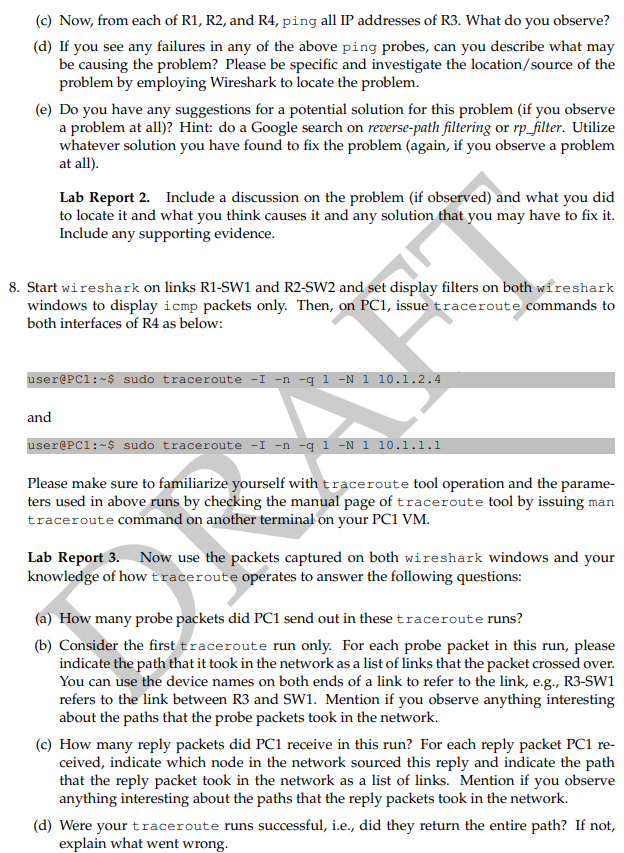 (c) Now, from each of R1, R2, and R4, ping all IP addresses of R3. What do you observe?
(d) If you see any failures in any of the above ping probes, can you describe what may
be causing the problem? Please be specific and investigate the location/source of the
problem by employing Wireshark to locate the problem.
(e) Do you have any suggestions for a potential solution for this problem (if you observe
a problem at all)? Hint: do a Google search on reverse-path filtering or rp_filter. Utilize
whatever solution you have found to fix the problem (again, if you observe a problem
at all).
Lab Report 2. Include a discussion on the problem (if observed) and what you did
to locate it and what you think causes it and any solution that you may have to fix it.
Include any supporting evidence.
8. Start wireshark on links R1-SW1 and R2-SW2 and set display filters on both wireshark
windows to display icmp packets only. Then, on PC1, issue traceroute commands to
both interfaces of R4 as below:
user@PC1:~$ sudo traceroute -I -n -q 1 -N 1 10.1.2.4
and
user@PC1:~$ sudo traceroute -I -n -q 1 -N 1 10.1.1.1
Please make sure to familiarize yourself with traceroute tool operation and the parame-
ters used in above runs by checking the manual page of traceroute tool by issuing man
traceroute command on another terminal on your PC1 VM.
Lab Report 3. Now use the packets captured on both wireshark windows and your
knowledge of how traceroute operates to answer the following questions:
(a) How many probe packets did PC1 send out in these traceroute runs?
(b) Consider the first traceroute run only. For each probe packet in this run, please
indicate the path that it took in the network as a list of links that the packet crossed over.
You can use the device names on both ends of a link to refer to the link, e.g., R3-SW1
refers to the link between R3 and SW1. Mention if you observe anything interesting
about the paths that the probe packets took in the network.
(c) How many reply packets did PC1 receive in this run? For each reply packet PC1 re-
ceived, indicate which node in the network sourced this reply and indicate the path
that the reply packet took in the network as a list of links. Mention if you observe
anything interesting about the paths that the reply packets took in the network.
(d) Were your traceroute runs successful, i.e., did they return the entire path? If not,
explain what went wrong.
DRAFT